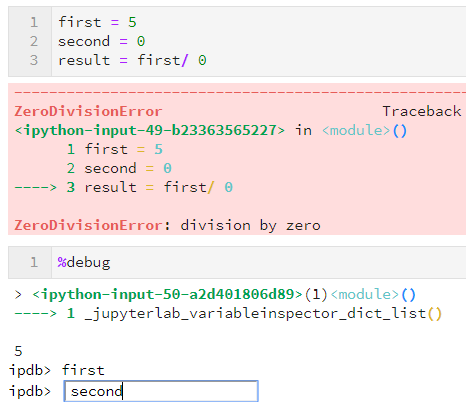 1 first = 5
2 second = 0
3 result = first/ 0
---------------------------------------------------------------------------
ZeroDivisionError Traceback
<ipython-input-49-b23363565227> in <module>()
1 first = 5
2 second = 0
----> 3 result = first/ 0
ZeroDivisionError: division by zero
1 %debug
> <ipython-input-50-a2d401806d89>(1)<module>()
----> 1 _jupyterlab_variableinspector_dict_list()
5
ipdb> first
ipdb> second